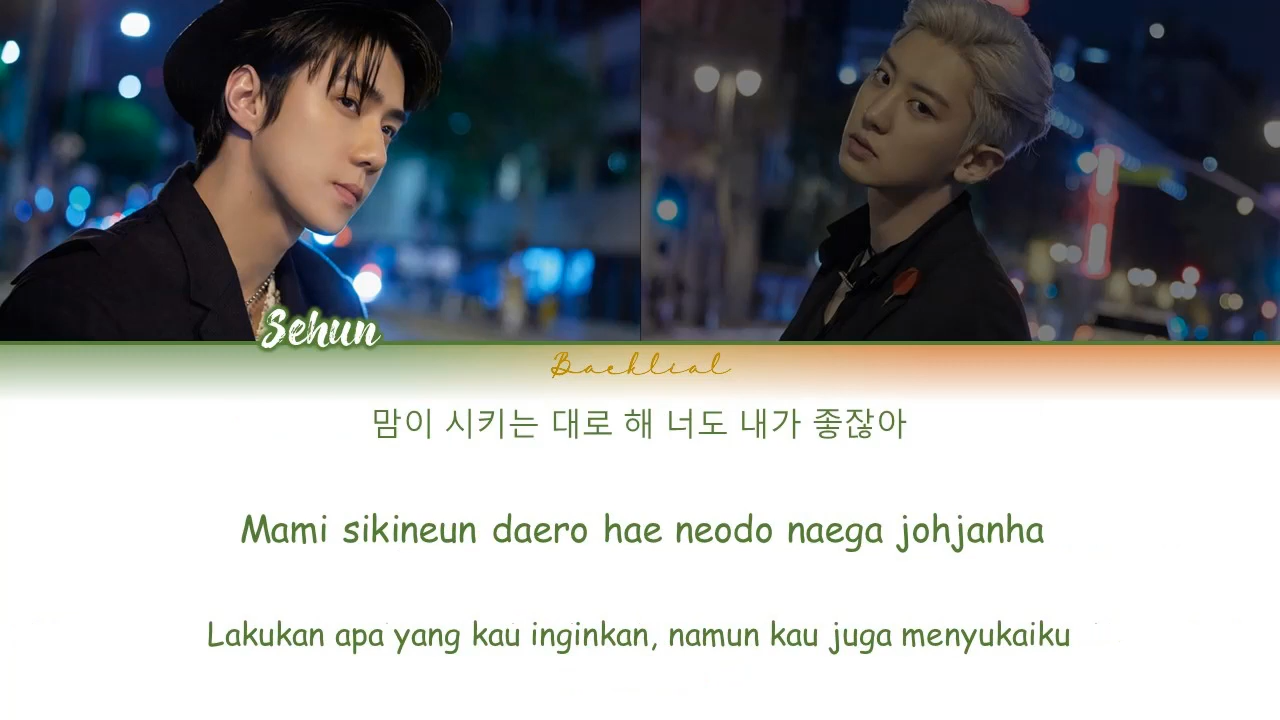 Sehun
Baeklial
맘이 시키는 대로 해 너도 내가 좋잖아
Mami sikineun daero hae neodo naega johjanha
Lakukan apa yang kau inginkan, namun kau juga menyukaiku